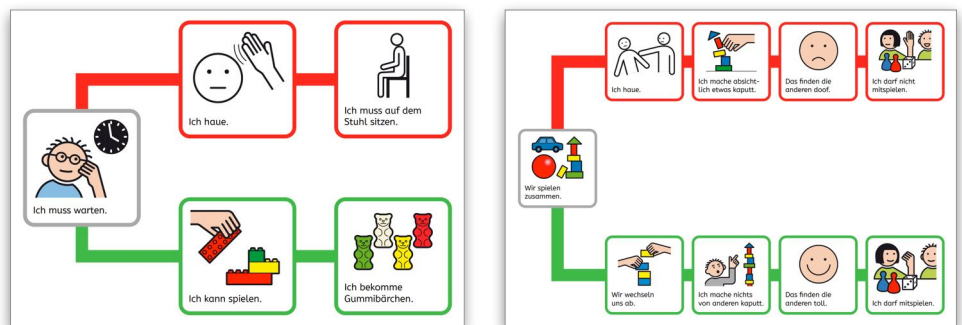 Ich muss warten.
Ich haue.
Ich muss auf dem
Stuhl sitzen.
Ich kann spielen.
Ich bekomme
Gummibärchen.
Wir spielen
zusammen.
Ich haue.
Ich mache absicht-
lich etwas kaputt.
Das finden die
anderen doof.
Ich darf nicht
mitspielen.
Wir wechseln
uns ab.
Ich mache nichts
von anderen kaputt.
Das finden die
anderen toll.
Ich darf mitspielen.